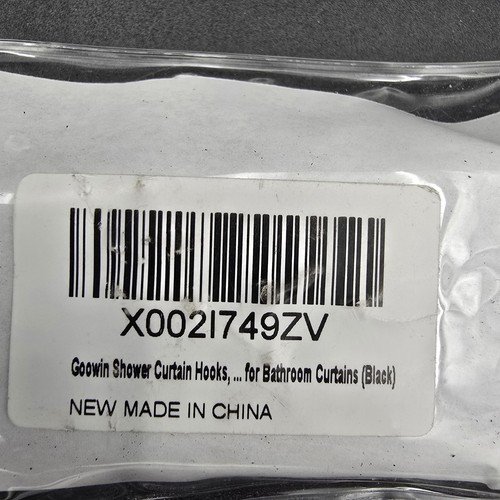 X002I749ZV
Goowin Shower Curtain Hooks, ... for Bathroom Curtains (Black)
NEW MADE IN CHINA